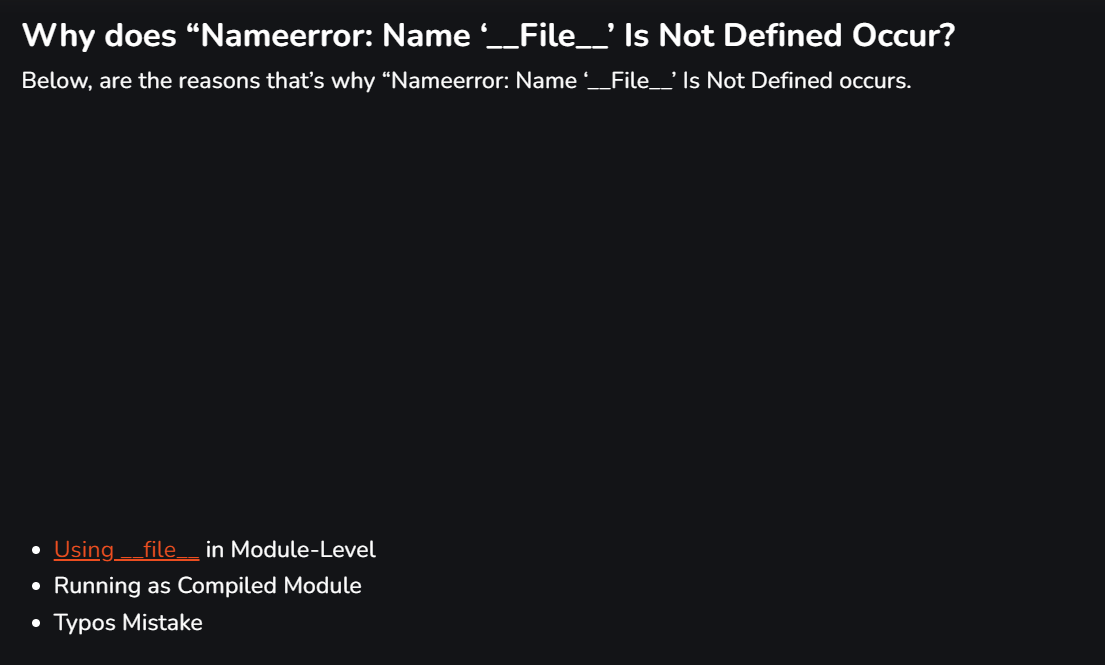 Why does “Nameerror: Name ‘__File__’ Is Not Defined Occur?
Below, are the reasons that’s why “Nameerror: Name ‘__File__’ Is Not Defined occurs.
• Using __file__ in Module-Level
• Running as Compiled Module
• Typos Mistake